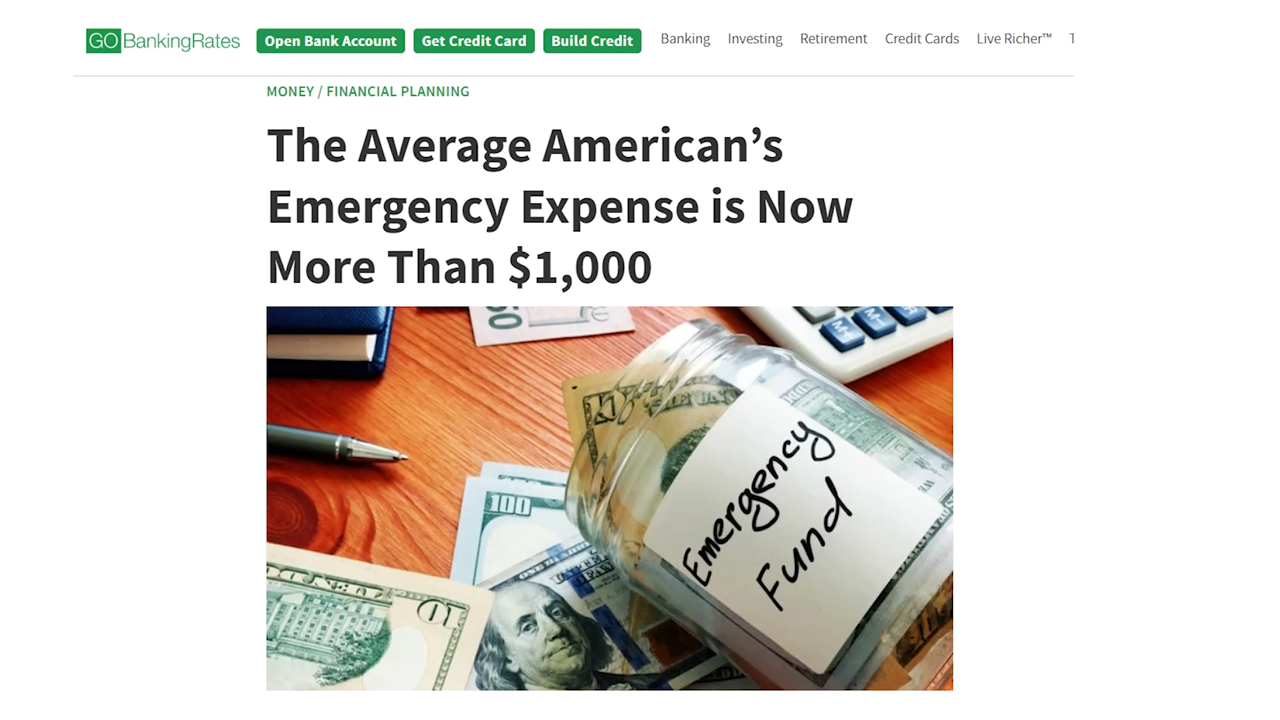 GOBankingRates Open Bank Account Get Credit Card Build Credit Banking Investing Retirement Credit Cards Live Richer™
MONEY / FINANCIAL PLANNING
The Average American's
Emergency Expense is Now
More Than $1,000
50
M+
M-
100
Emergency
Fund